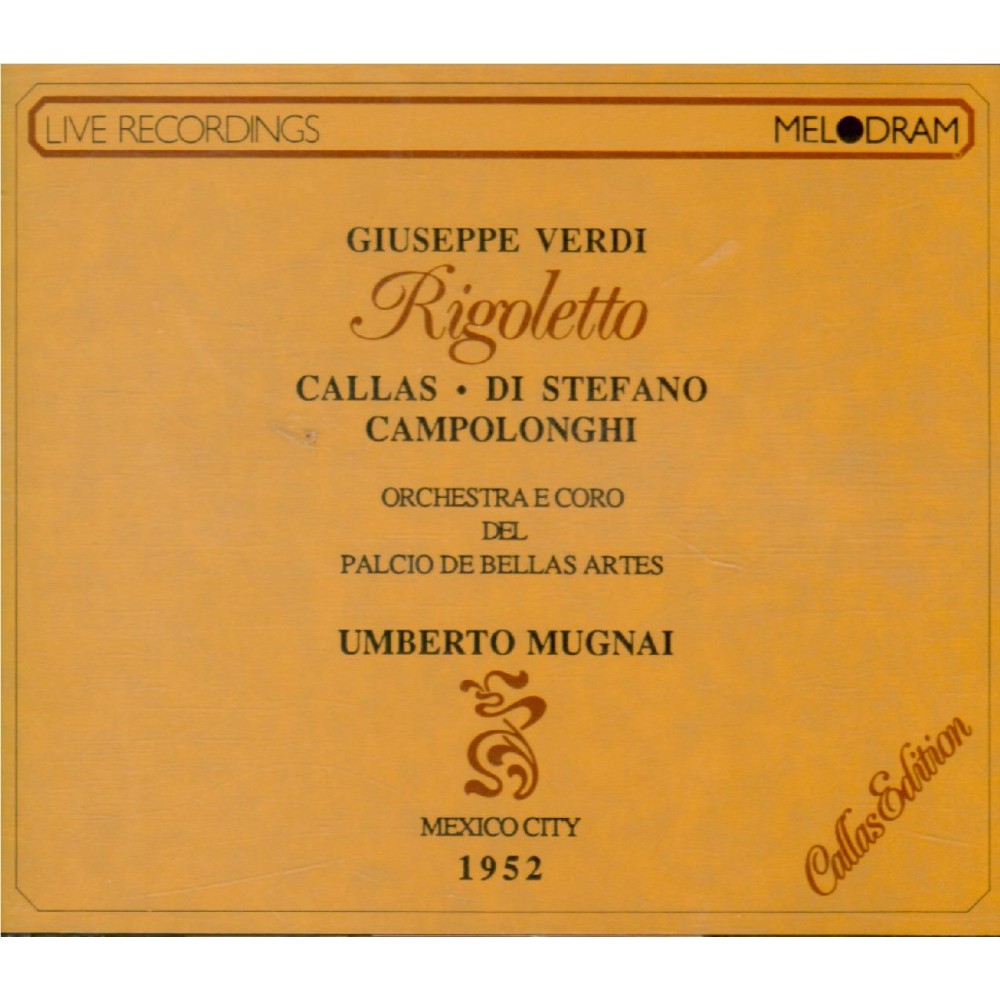 LIVE RECORDINGS
MELODRAM
GIUSEPPE VERDI
Rigoletto
CALLAS • DI STEFANO
CAMPOLONGHI
ORCHESTRA E CORO
DEL
PALCIO DE BELLAS ARTES
UMBERTO MUGNAI
MEXICO CITY
1952
Callas Edition